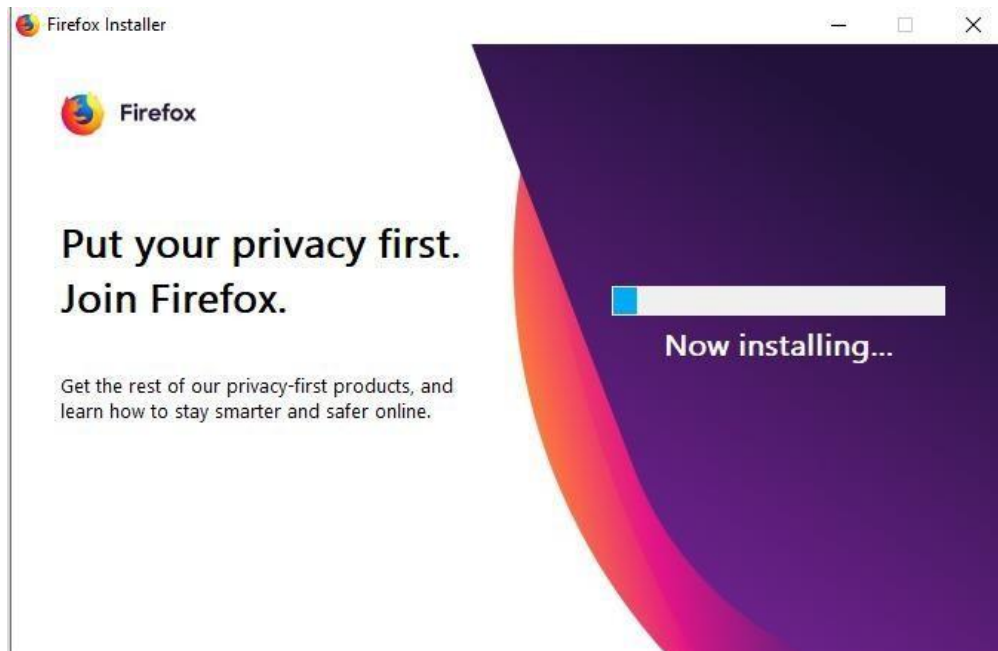 Firefox Installer
Firefox
Put your privacy first.
Join Firefox.
Get the rest of our privacy-first products, and
learn how to stay smarter and safer online.
Now installing...